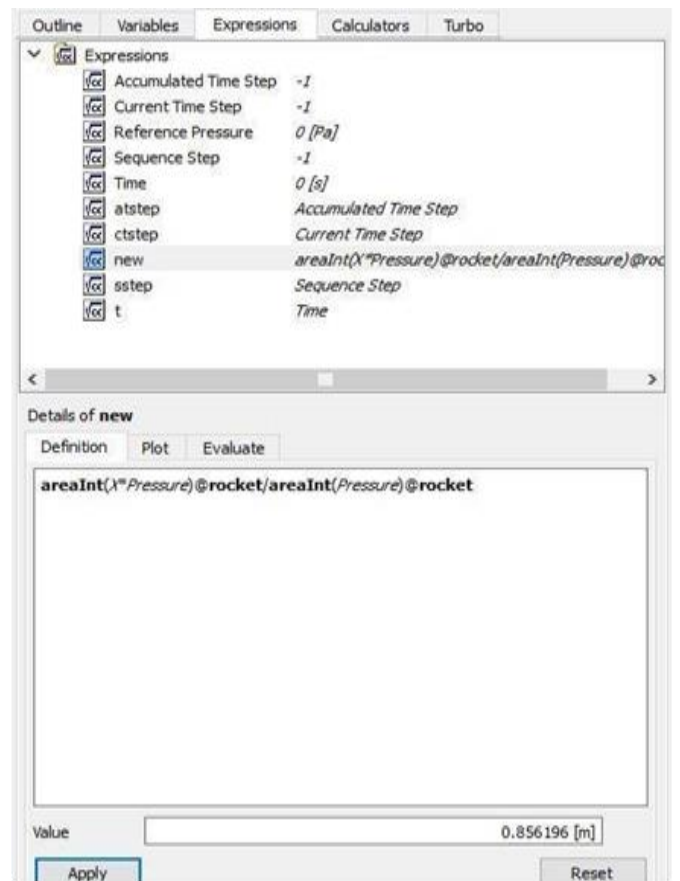 Outline Variables Expressions Calculators Turbo
Expressions
Accumulated Time Step -1
Current Time Step -1
Reference Pressure 0 [Pa]
Sequence Step -1
Time 0 [s]
atstep Accumulated Time Step
ctstep Current Time Step
new areaInt(X*Pressure)@rocket/areaInt(Pressure)@roc
sstep Sequence Step
t Time
Details of new
Definition Plot Evaluate
areaInt(X*Pressure)@rocket/areaInt(Pressure)@rocket
Value 0.856196 [m]
Apply Reset